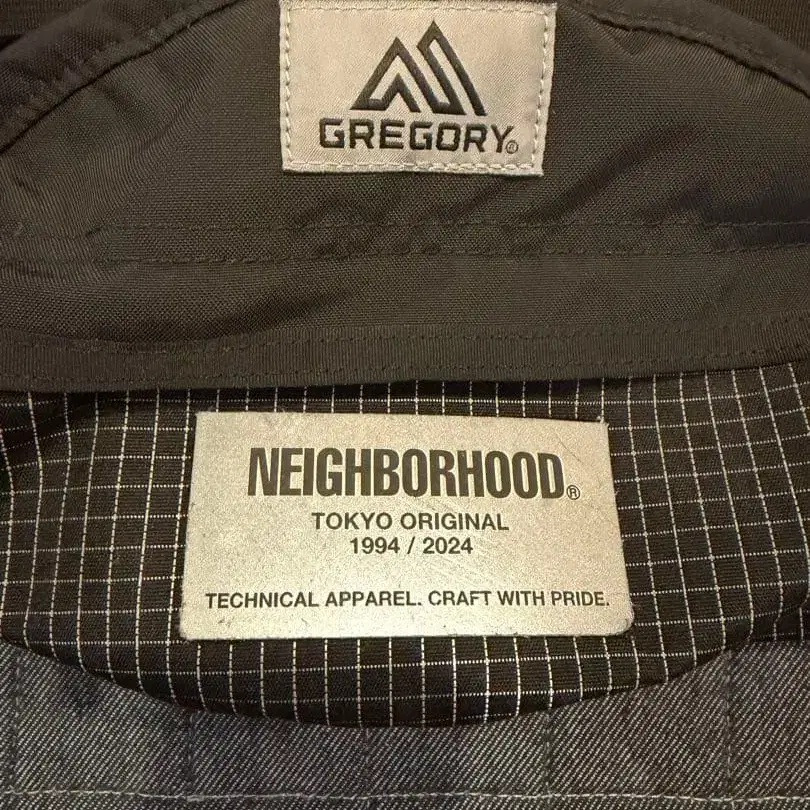 GREGORY®
NEIGHBORHOOD®
TOKYO ORIGINAL
1994 / 2024
TECHNICAL APPAREL. CRAFT WITH PRIDE.